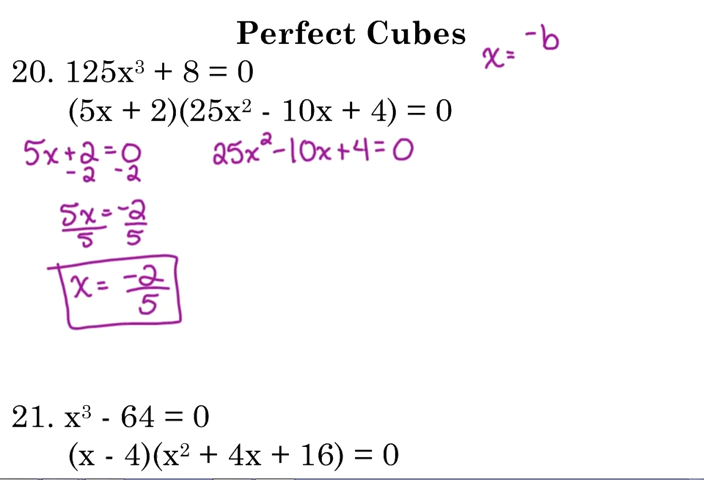 Perfect Cubes
x = -b
20. 125x³ + 8 = 0
(5x + 2)(25x² - 10x + 4) = 0
5x + 2 = 0
-2 -2
5x = -2
5 5
x = -2
5
25x² - 10x + 4 = 0
21. x³ - 64 = 0
(x - 4)(x² + 4x + 16) = 0